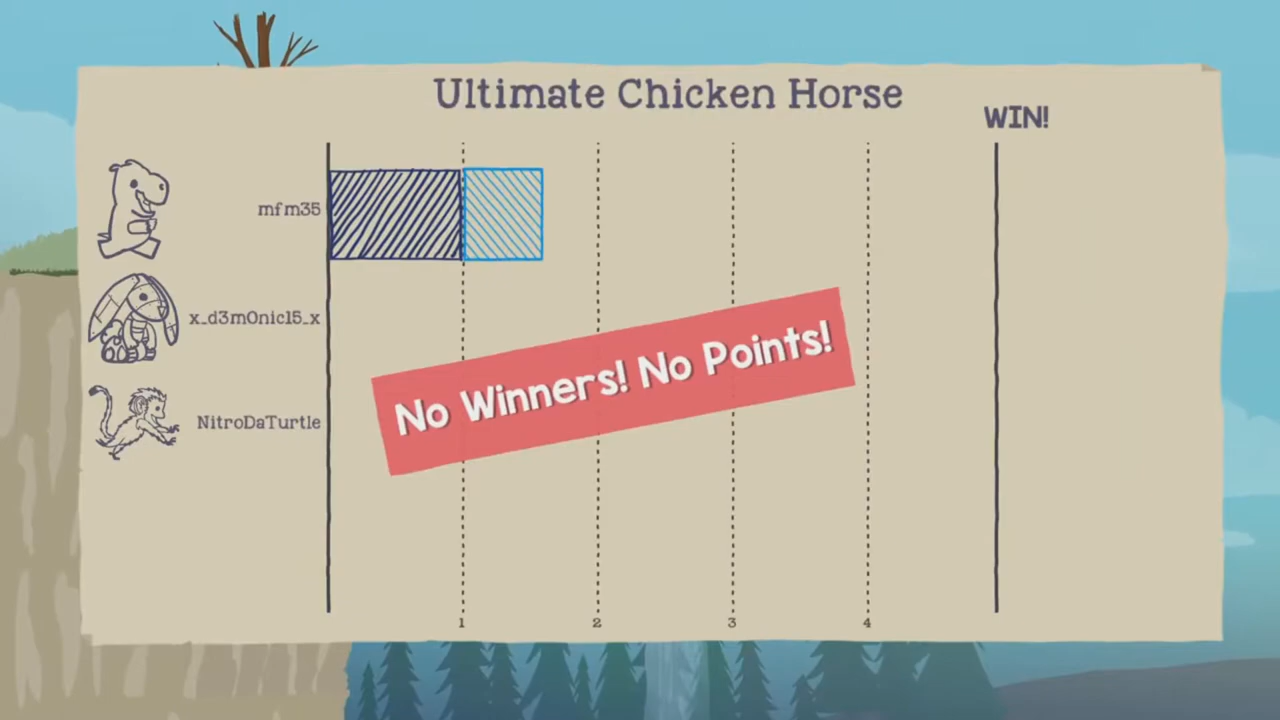 Ultimate Chicken Horse
WIN!
mfm35
x_d3m0nic15_x
No Winners! No Points!
NitroDaTurtle
1 2 3 4